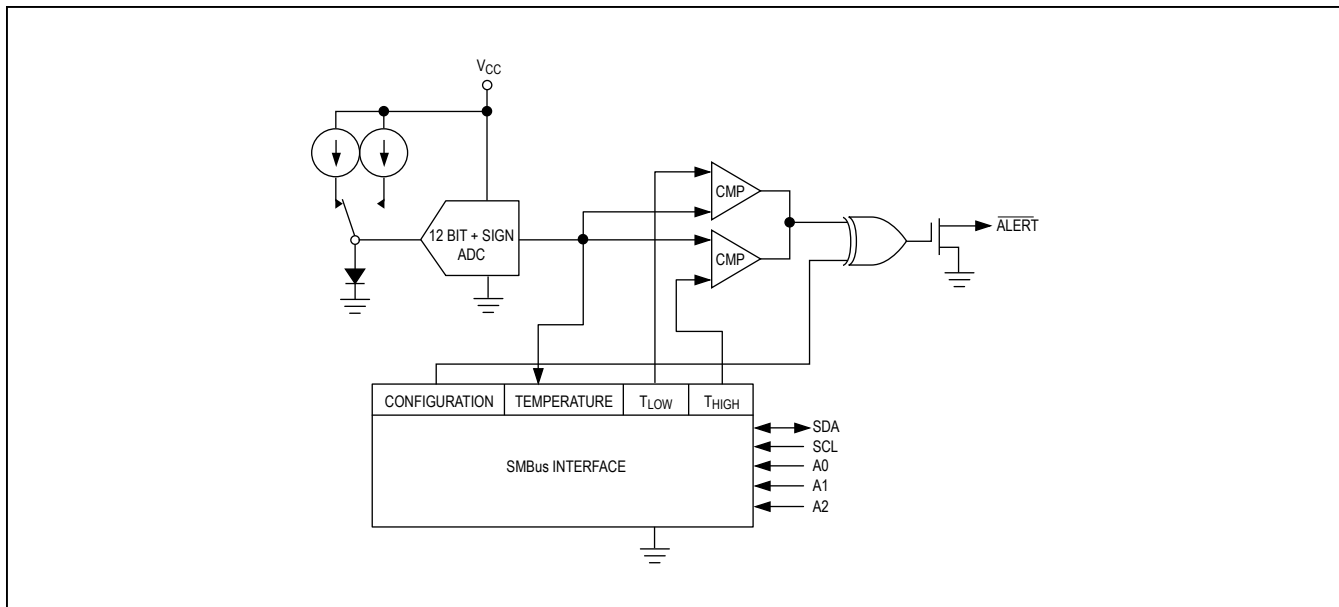 VCC
12 BIT + SIGN
ADC
CMP
CMP
ALERT
CONFIGURATION
TEMPERATURE
TLOW
THIGH
SMBus INTERFACE
SDA
SCL
A0
A1
A2